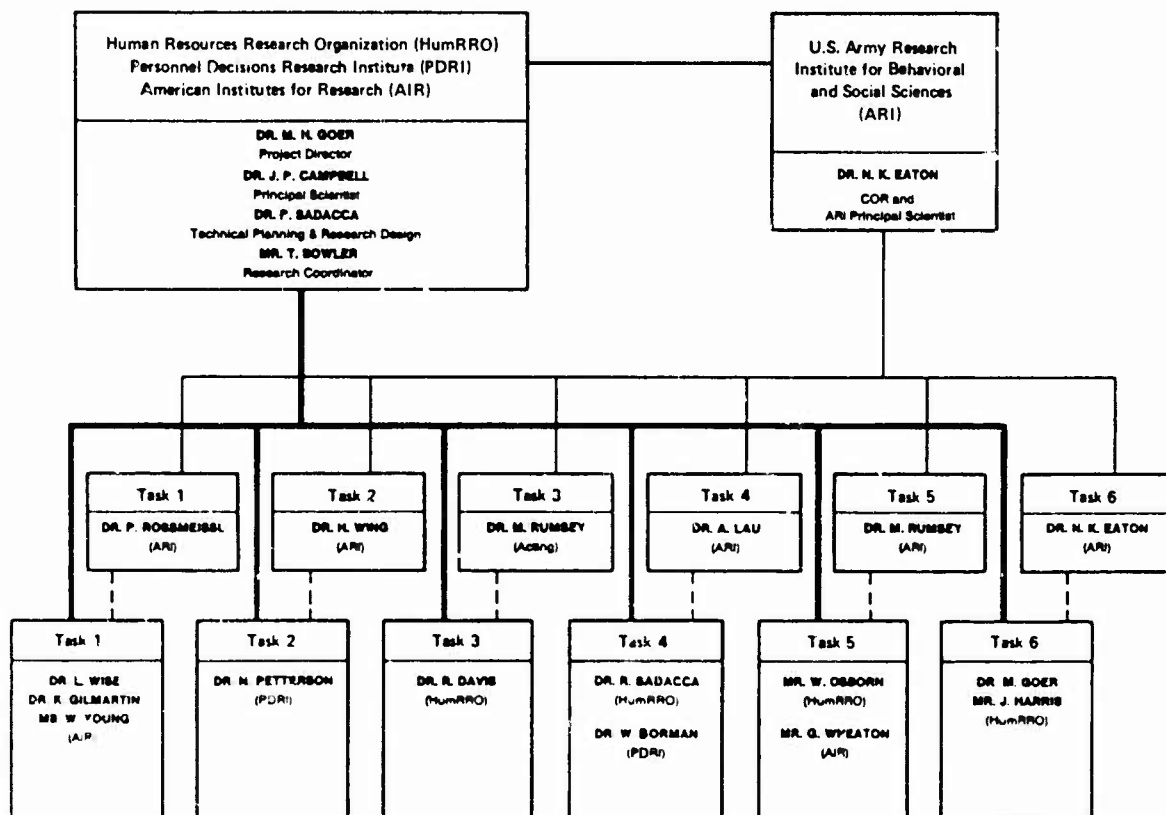 Human Resources Research Organization (HumRRO)
Personnel Decisions Research Institute (PDRI)
American Institutes for Research (AIR)
DR. M. H. GOER
Project Director
DR. J. P. CAMPBELL
Principal Scientist
DR. P. SADACCA
Technical Planning & Research Design
MR. T. BOWLER
Research Coordinator
U.S. Army Research
Institute for Behavioral
and Social Sciences
(ARI)
DR. N. K. EATON
COR and
ARI Principal Scientist
Task 1
DR. P. ROSSMEISSL
(ARI)
Task 2
DR. H. WING
(ARI)
Task 3
DR. M. RUMSEY
(Acting)
Task 4
DR. A. LAU
(ARI)
Task 5
DR. M. RUMSEY
(ARI)
Task 6
DR. N. K. EATON
(ARI)
Task 1
DR L. WISE
DR K. GILMARTIN
MS W. YOUNG
(AIR)
Task 2
DR. N. PETTERSON
(PDRI)
Task 3
DR. R. DAVIS
(HumRRO)
Task 4
DR. R. SADACCA
(HumRRO)
DR. W BORMAN
(PDRI)
Task 5
MR. W. OSBORN
(HumRRO)
MR. G. WHEATON
(AIR)
Task 6
DR M. GOER
MR. J. HARRIS
(HumRRO)